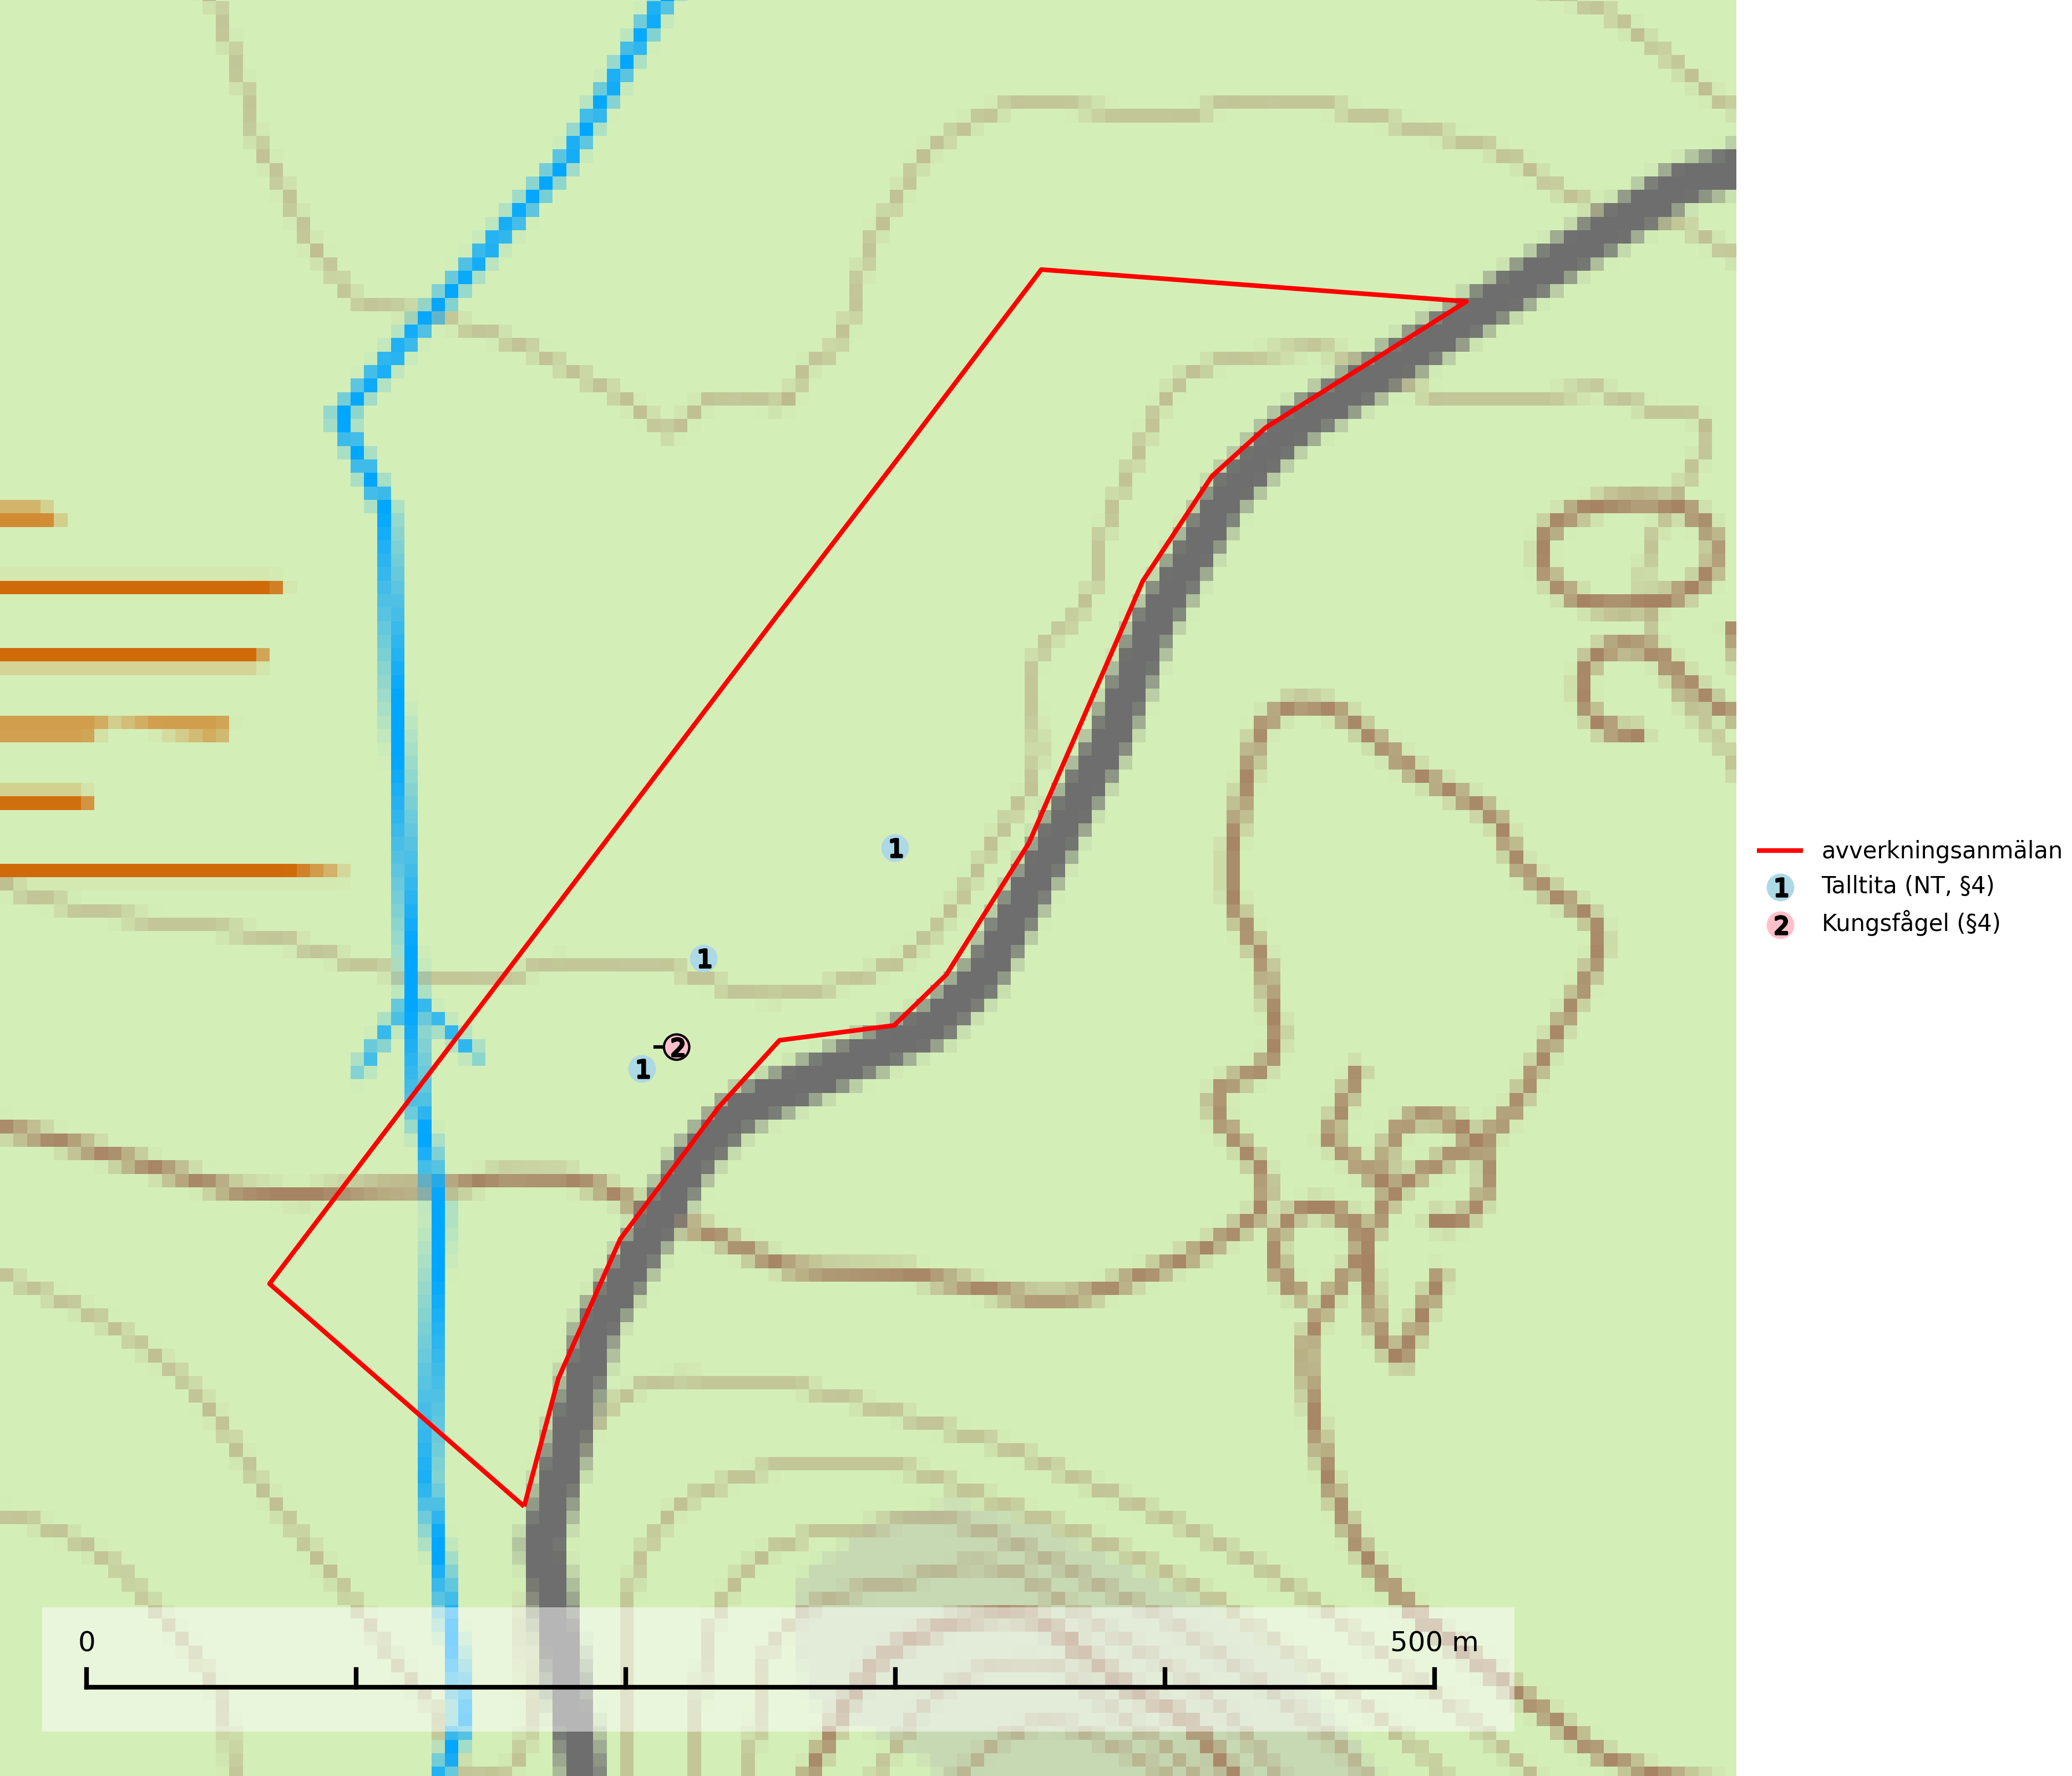 1
1
2
1
0
500 m
avverkningsanmälan
1 Talltita (NT, §4)
2 Kungsfågel (§4)